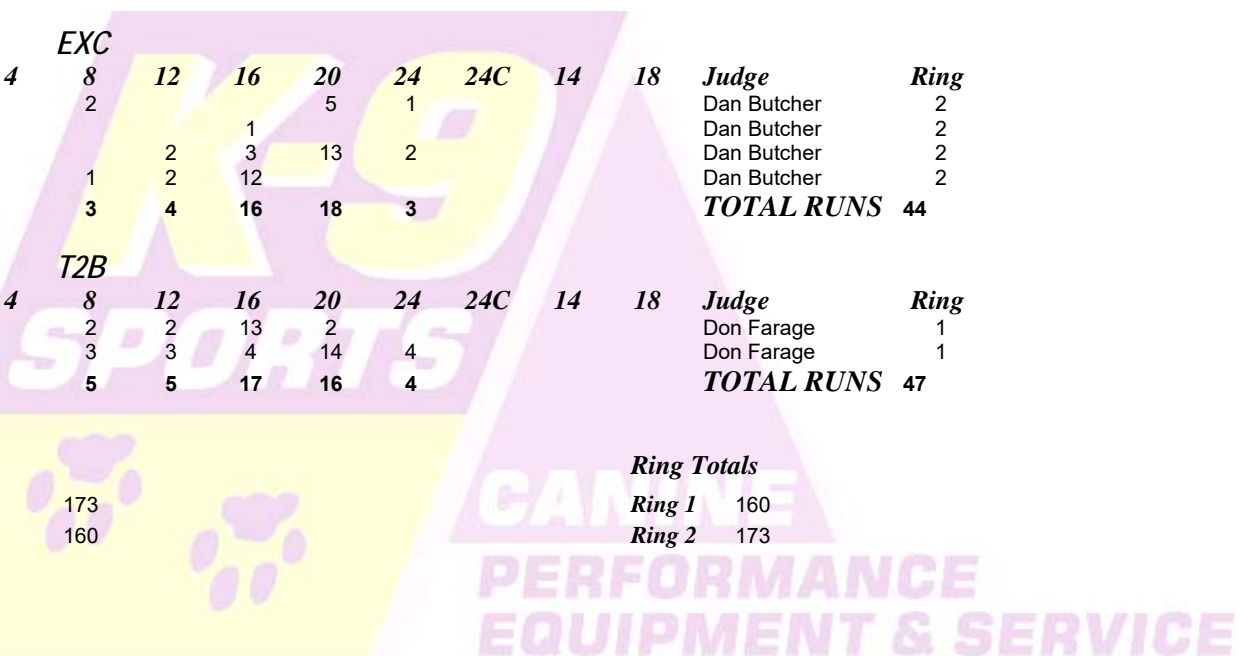 EXC
4 8 12 16 20 24 24C 14 18 Judge Ring
2 5 1 Dan Butcher 2
1 Dan Butcher 2
2 3 13 2 Dan Butcher 2
1 2 12 Dan Butcher 2
3 4 16 18 3 TOTAL RUNS 44
T2B
4 8 12 16 20 24 24C 14 18 Judge Ring
2 2 13 2 Don Farage 1
3 3 4 14 4 Don Farage 1
5 5 17 16 4 TOTAL RUNS 47
Ring Totals
173 Ring 1 160
160 Ring 2 173
K-9
SPORTS
CANINE
PERFORMANCE
EQUIPMENT & SERVICE